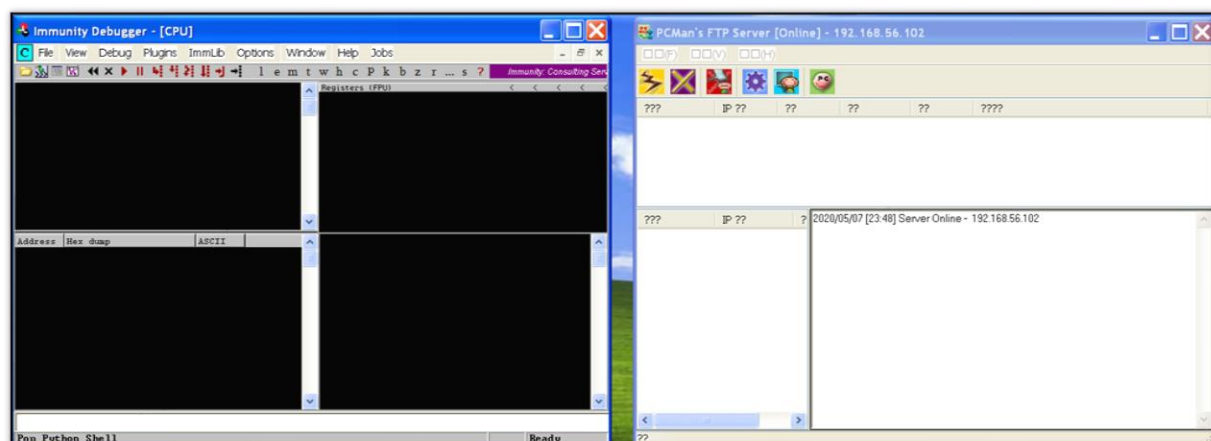 Immunity Debugger - [CPU]
C File View Debug Plugins ImmLib Options Window Help Jobs
l e m t w h c P k b z r ... s ? Immunity: Consulting Serv
Registers (FPU) < < < < <
Address Hex dump ASCII
Pop Python Shell Ready
PCMan's FTP Server [Online] - 192.168.56.102
□□(F) □□(V) □□(H)
??? IP ?? ?? ?? ?? ????
??? IP ?? ?
2020/05/07 [23:48] Server Online - 192.168.56.102
??